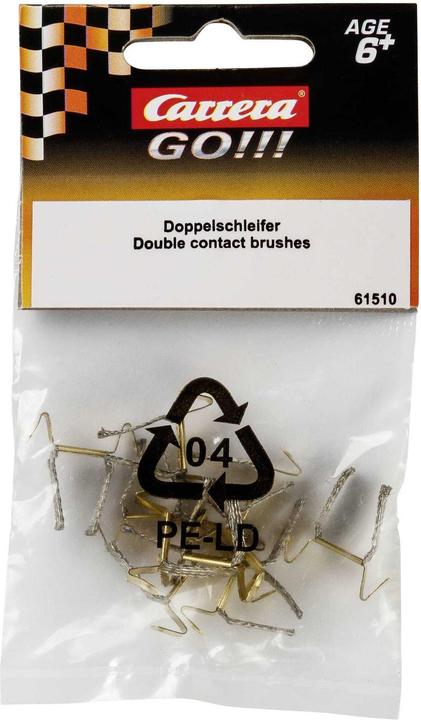 AGE
6+
Carrera®
GO!!!
Doppelschleifer
Double contact brushes
61510
04
PE-LD